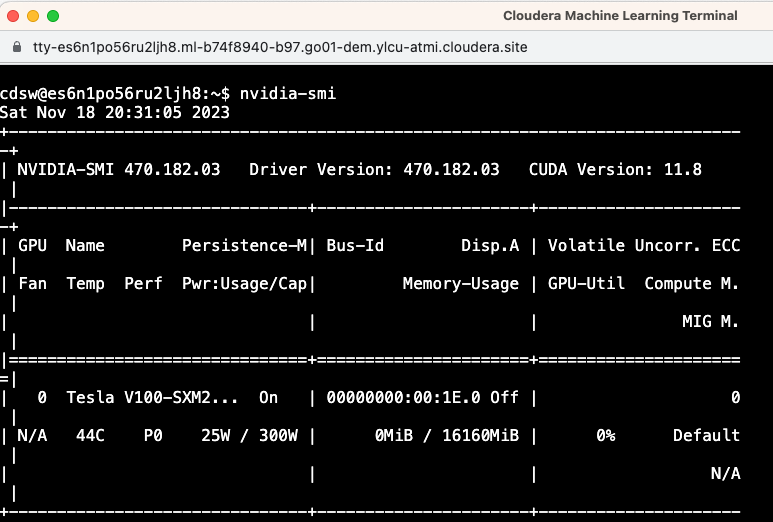 Cloudera Machine Learning Terminal
tty-es6n1po56ru2ljh8.ml-b74f8940-b97.go01-dem.ylcu-atmi.cloudera.site
cdsw@es6n1po56ru2ljh8:~$ nvidia-smi
Sat Nov 18 20:31:05 2023
+-----------------------------------------------------------------------------
-+
| NVIDIA-SMI 470.182.03   Driver Version: 470.182.03   CUDA Version: 11.8
 |
|-------------------------------+----------------------+----------------------
-+
| GPU  Name        Persistence-M| Bus-Id        Disp.A | Volatile Uncorr. ECC
 |
| Fan  Temp  Perf  Pwr:Usage/Cap|         Memory-Usage | GPU-Util  Compute M.
 |
|                               |                      |               MIG M.
 |
|===============================+======================+=====================
=|
|   0  Tesla V100-SXM2...  On   | 00000000:00:1E.0 Off |                    0
 |
| N/A   44C    P0    25W / 300W |      0MiB / 16160MiB |      0%      Default
 |
|                               |                      |                  N/A
 |
+-------------------------------+----------------------+---------------------